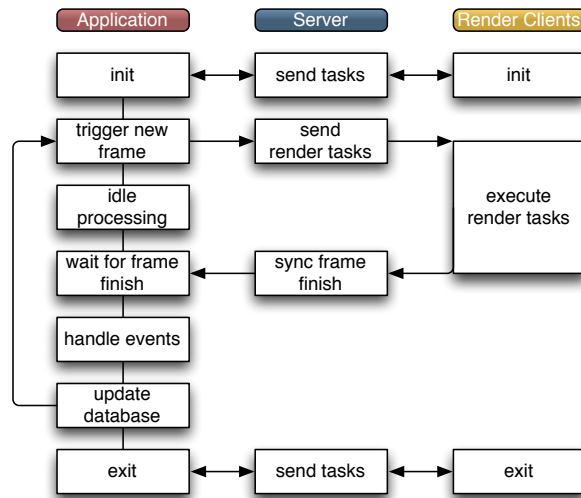 Application
Server
Render Clients
init
send tasks
init
trigger new
frame
send
render tasks
execute
render tasks
idle
processing
wait for frame
finish
sync frame
finish
handle events
update
database
exit
send tasks
exit